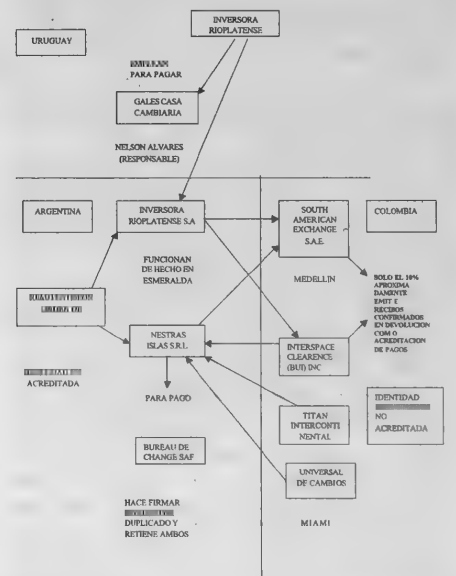 INVERSORA
RIOPLATENSE
URUGUAY
PARA PAGAR
GALES CASA
CAMBIARIA
NELSON ALVARES
(RESPONSABLE)
ARGENTINA
INVERSORA
RIOPLATENSE S.A
SOUTH
AMERICAN
EXCHANGE
S.A.E.
COLOMBIA
FUNCIONAN
DE HECHO EN
ESMERALDA
MEDELLIN
SOLO EL 10%
APROXIMA
DAMENTE
EMIT E
RECIBOS
CONFIRMADOS
EN DEVOLUCION
COM O
ACREDITACION
DE PAGOS
NESTRAS
ISLAS S.R.L.
INTERSPACE
CLEARENCE
(BUI) INC
ACREDITADA
PARA PAGO
TITAN
INTERCONTI
NENTAL
IDENTIDAD
NO
ACREDITADA
BUREAU DE
CHANGE SAF
UNIVERSAL
DE CAMBIOS
HACE FIRMAR
DUPLICADO Y
RETIENE AMBOS
MIAMI